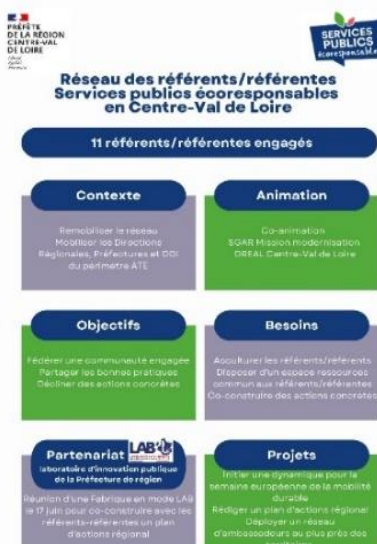 PRÉFÈTE
DE LA RÉGION
CENTRE-VAL
DE LOIRE
SERVICES
PUBLICS
écoresponsables
Réseau des référents/référentes
Services publics écoresponsables
en Centre-Val de Loire
11 référents/référentes engagés
Contexte
Remobiliser le réseau
Mobiliser les Directions
Régionales, Préfectures et DDI
du périmètre ATE
Animation
Co-animation
SGAR Mission modernisation
DREAL Centre-Val de Loire
Objectifs
Fédérer une communauté engagée
Partager les bonnes pratiques
Décliner des actions concrètes
Besoins
Acculturer les référents/référents
Disposer d'un espace ressources
commun aux référents/référentes
Co-construire des actions concrètes
Partenariat LAB'
laboratoire d'innovation publique
de la Préfecture de région
Réunion d'une Fabrique en mode LAB
le 17 juin pour co-construire avec les
référents-référentes un plan
d'actions régional
Projets
Initier une dynamique pour la
semaine européenne de la mobilité
durable
Rédiger un plan d'actions régional
Déployer un réseau
d'ambassadeurs au plus près des
territoires